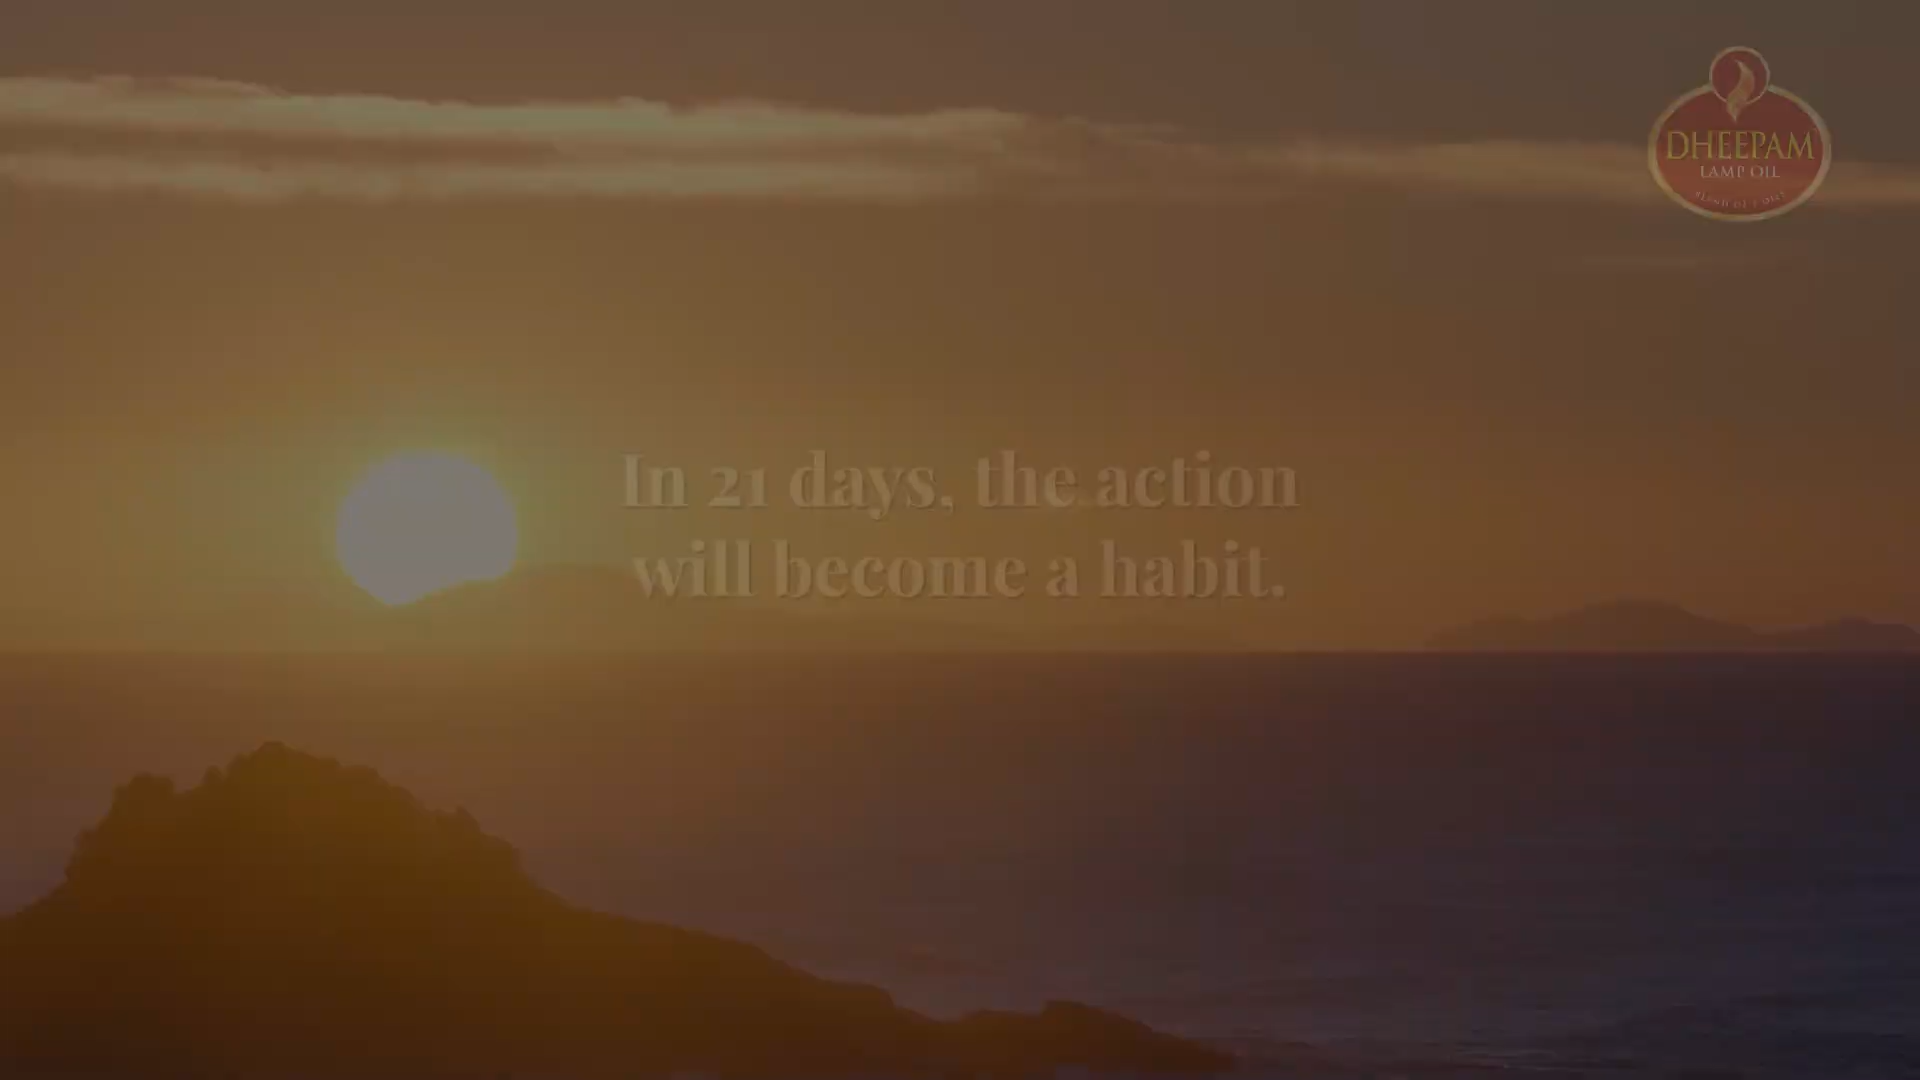 DHEEPAM
LAMP OIL
In 21 days, the action
will become a habit.